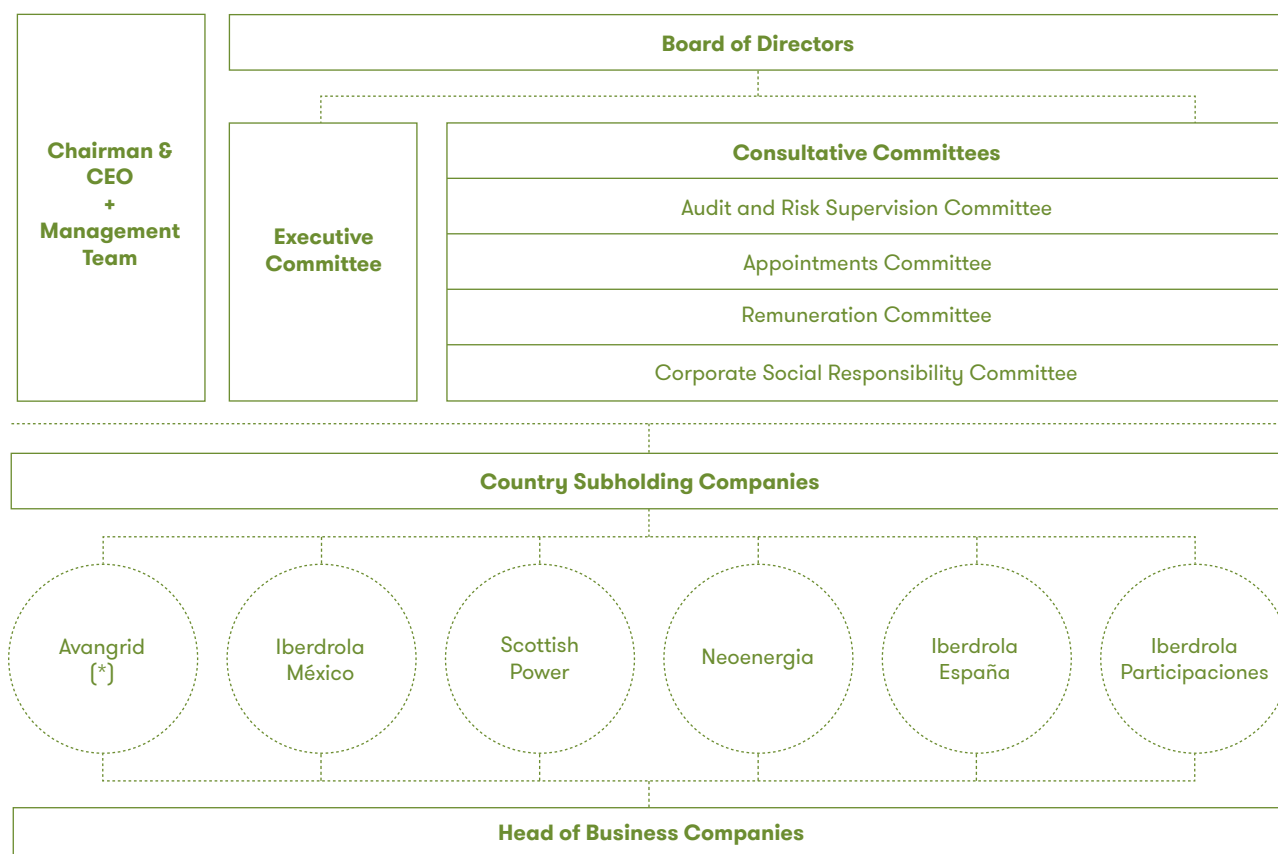 Board of Directors
Chairman &
CEO
+
Management
Team
Executive
Committee
Consultative Committees
Audit and Risk Supervision Committee
Appointments Committee
Remuneration Committee
Corporate Social Responsibility Committee
Country Subholding Companies
Avangrid
(*)
Iberdrola
México
Scottish
Power
Neoenergia
Iberdrola
España
Iberdrola
Participaciones
Head of Business Companies